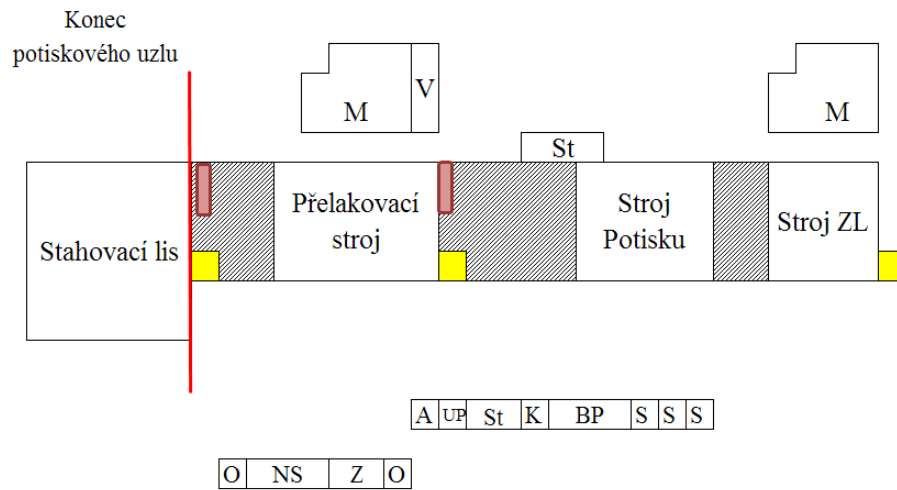 Konec
potiskového uzlu
M
V
M
St
Stahovací lis
Přelakovací
stroj
Stroj
Potisku
Stroj ZL
A UP St K BP S S S
O NS Z O